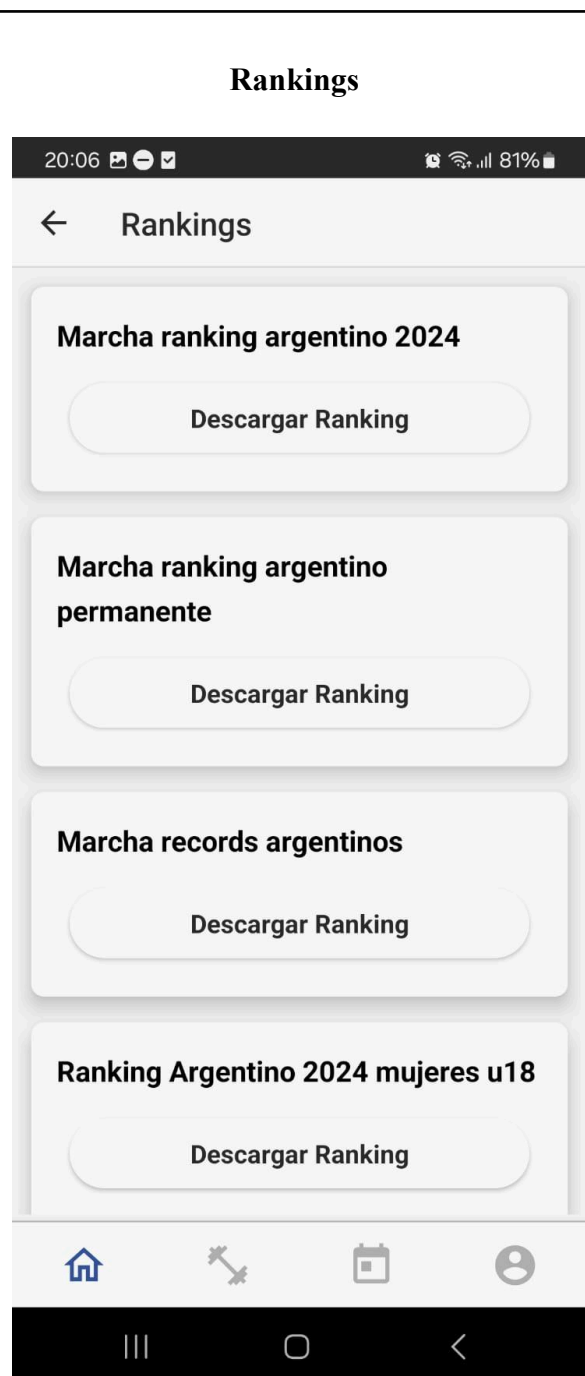 Rankings
20:06 81%
Rankings
Marcha ranking argentino 2024
Descargar Ranking
Marcha ranking argentino
permanente
Descargar Ranking
Marcha records argentinos
Descargar Ranking
Ranking Argentino 2024 mujeres u18
Descargar Ranking